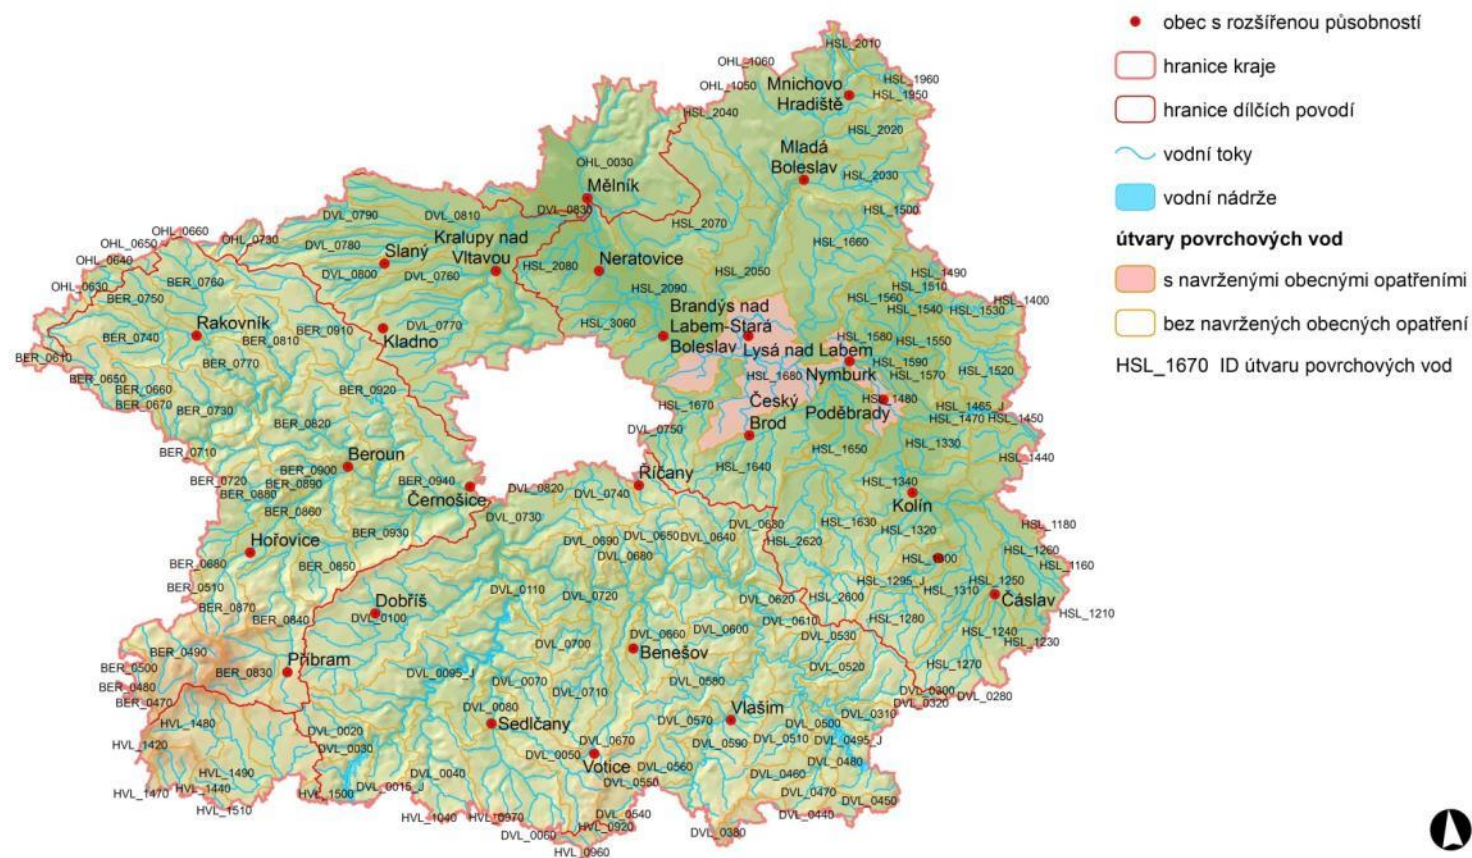 obec s rozšířenou působností
hranice kraje
hranice dílčích povodí
vodní toky
vodní nádrže
útvary povrchových vod
s navrženými obecnými opatřeními
bez navržených obecných opatření
HSL_1670 ID útvaru povrchových vod
HSL_2010
OHL_1060
OHL_1050
Mnichovo
Hradiště
HSL_1960
HSL_1950
HSL_2040
HSL_2020
Mladá
Boleslav
HSL_2030
OHL_0030
Mělník
HSL_1500
DVL_0790
DVL_0810
DVL_0830
HSL_2070
OHL_0660
OHL_0650
OHL_0730
DVL_0780
Kralupy nad
Vltavou
HSL_1660
OHL_0640
Slaný
DVL_0800
DVL_0760
HSL_2080
Neratovice
HSL_2050
HSL_1490
OHL_0630
BER_0760
BER_0750
HSL_2090
HSL_1510
HSL_1560
HSL_1400
Brandýs nad
Labem-Stará
Boleslav
HSL_1540
HSL_1530
Rakovník
BER_0910
DVL_0770
HSL_3060
BER_0740
BER_0810
Kladno
HSL_1580
HSL_1550
Lysá nad Labem
BER_0610
BER_0770
HSL_1590
Nymburk
HSL_1680
HSL_1570
HSL_1520
BER_0650
BER_0660
BER_0920
BER_0670
HSL_1670
Český
Brod
HSL_1480
Poděbrady
HSL_1465_J
HSL_1470
HSL_1450
BER_0730
BER_0820
DVL_0750
HSL_1330
BER_0710
Beroun
HSL_1650
HSL_1440
BER_0900
HSL_1640
BER_0720
BER_0890
BER_0880
BER_0940
Černošice
Říčany
DVL_0820
DVL_0740
HSL_1340
Kolín
BER_0860
DVL_0730
DVL_0630
HSL_1630
HSL_1320
HSL_1180
BER_0930
DVL_0650
DVL_0640
DVL_0690
HSL_2620
Hořovice
BER_0680
BER_0850
DVL_0680
HSL_1300
HSL_1260
HSL_1160
BER_0510
DVL_0110
DVL_0720
HSL_1295_J
HSL_1310
HSL_1250
Čáslav
BER_0870
Dobříš
DVL_0100
DVL_0620
HSL_2600
HSL_1210
BER_0840
DVL_0610
HSL_1280
DVL_0600
DVL_0660
DVL_0530
HSL_1240
HSL_1230
BER_0490
DVL_0700
Benešov
BER_0500
Příbram
BER_0830
DVL_0095_J
DVL_0070
DVL_0710
DVL_0580
DVL_0520
HSL_1270
BER_0480
BER_0470
DVL_0300
DVL_0320
DVL_0280
HVL_1480
DVL_0020
DVL_0080
Sedlčany
Vlašim
DVL_0570
DVL_0500
DVL_0310
HVL_1420
DVL_0030
DVL_0670
DVL_0050
Votice
DVL_0590
DVL_0510
DVL_0495_J
DVL_0560
DVL_0480
HVL_1490
DVL_0040
DVL_0550
DVL_0460
HVL_1470
HVL_1440
HVL_1500
DVL_0015_J
DVL_0470
DVL_0450
HVL_1510
HVL_1040
HVL_0970
DVL_0540
DVL_0440
DVL_0060
HVL_0920
DVL_0380
HVL_0960